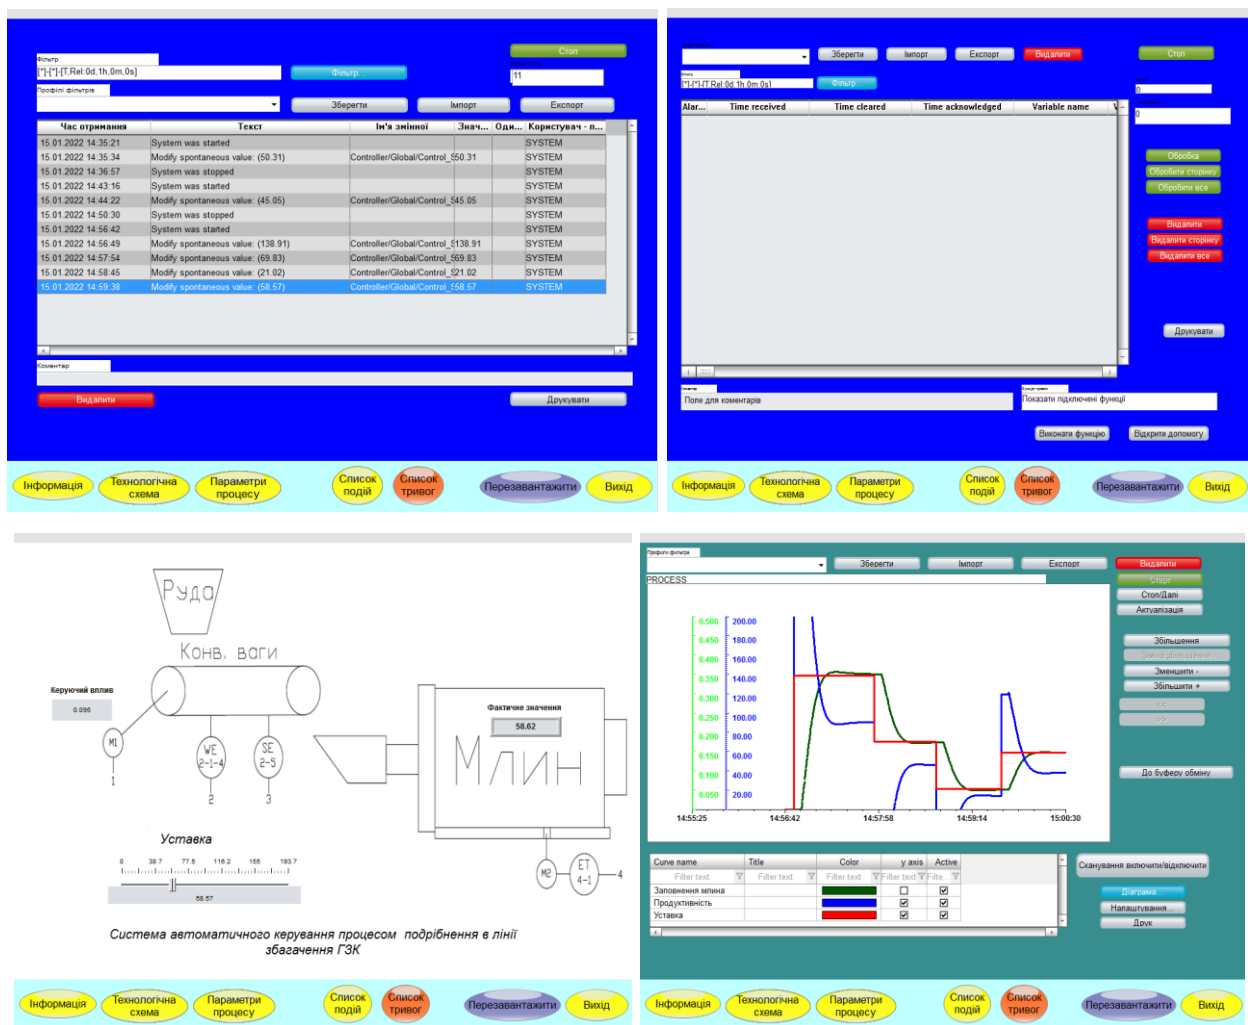 Стоп
Фільтр
[*]-[*]-[T,Rel:0d,1h,0m,0s]
Фільтр...
11
Профілі фільтрів
Зберегти Імпорт Експорт
Час отримання Текст Ім'я змінної Знач... Оди... Користувач - п...
15.01.2022 14:35:21 System was started SYSTEM
15.01.2022 14:35:34 Modify spontaneous value: (50.31) Controller/Global/Control_S 50.31 SYSTEM
15.01.2022 14:36:57 System was stopped SYSTEM
15.01.2022 14:43:16 System was started SYSTEM
15.01.2022 14:44:22 Modify spontaneous value: (45.05) Controller/Global/Control_S 45.05 SYSTEM
15.01.2022 14:50:30 System was stopped SYSTEM
15.01.2022 14:56:42 System was started SYSTEM
15.01.2022 14:56:49 Modify spontaneous value: (138.91) Controller/Global/Control_S 138.91 SYSTEM
15.01.2022 14:57:54 Modify spontaneous value: (69.83) Controller/Global/Control_S 69.83 SYSTEM
15.01.2022 14:58:45 Modify spontaneous value: (21.02) Controller/Global/Control_S 21.02 SYSTEM
15.01.2022 14:59:38 Modify spontaneous value: (58.57) Controller/Global/Control_S 58.57 SYSTEM
Коментар
Видалити Друкувати
Інформація Технологічна схема Параметри процесу Список подій Список тривог Перезавантажити Вихід
Зберегти Імпорт Експорт Видалити Стоп
[*]-[*]-[T,Rel:0d,1h,0m,0s]
Фільтр...
0
0
Alar... Time received Time cleared Time acknowledged Variable name V
Обробка
Обробити сторінку
Обробити все
Видалити
Видалити сторінку
Видалити все
Друкувати
Поле для коментарів
Показати підключені функції
Виконати функцію Відкрити допомогу
Інформація Технологічна схема Параметри процесу Список подій Список тривог Перезавантажити Вихід
Руда
Конв. ваги
Керуючий вплив
0.095
Фактичне значення
58.62
МЛИН
М1
WE
2-1-4
SE
2-5
1
2
3
М2
ET
4-1
4
Уставка
0 38.7 77.5 116.2 155 193.7
58.57
Система автоматичного керування процесом подрібнення в лінії
збагачення ГЗК
Інформація Технологічна схема Параметри процесу Список подій Список тривог Перезавантажити Вихід
Профили фильтра
Зберегти Імпорт Експорт Видалити
PROCESS
Старт
Стоп/Далі
Актуалізація
Збільшення
Зменшити -
Збільшити +
<<
>>
До буферу обміну
0.500 200.00
0.450 180.00
0.400 160.00
0.350 140.00
0.300 120.00
0.250 100.00
0.200 80.00
0.150 60.00
0.100 40.00
0.050 20.00
14:55:25 14:56:42 14:57:58 14:59:14 15:00:30
Curve name Title Color y axis Active
Filter text Filter text Filter text Filter text Filte...
Заповнення млина
Продуктивність
Уставка
Сканування включити/відключити
Діаграма...
Налаштування...
Друк
Інформація Технологічна схема Параметри процесу Список подій Список тривог Перезавантажити Вихід